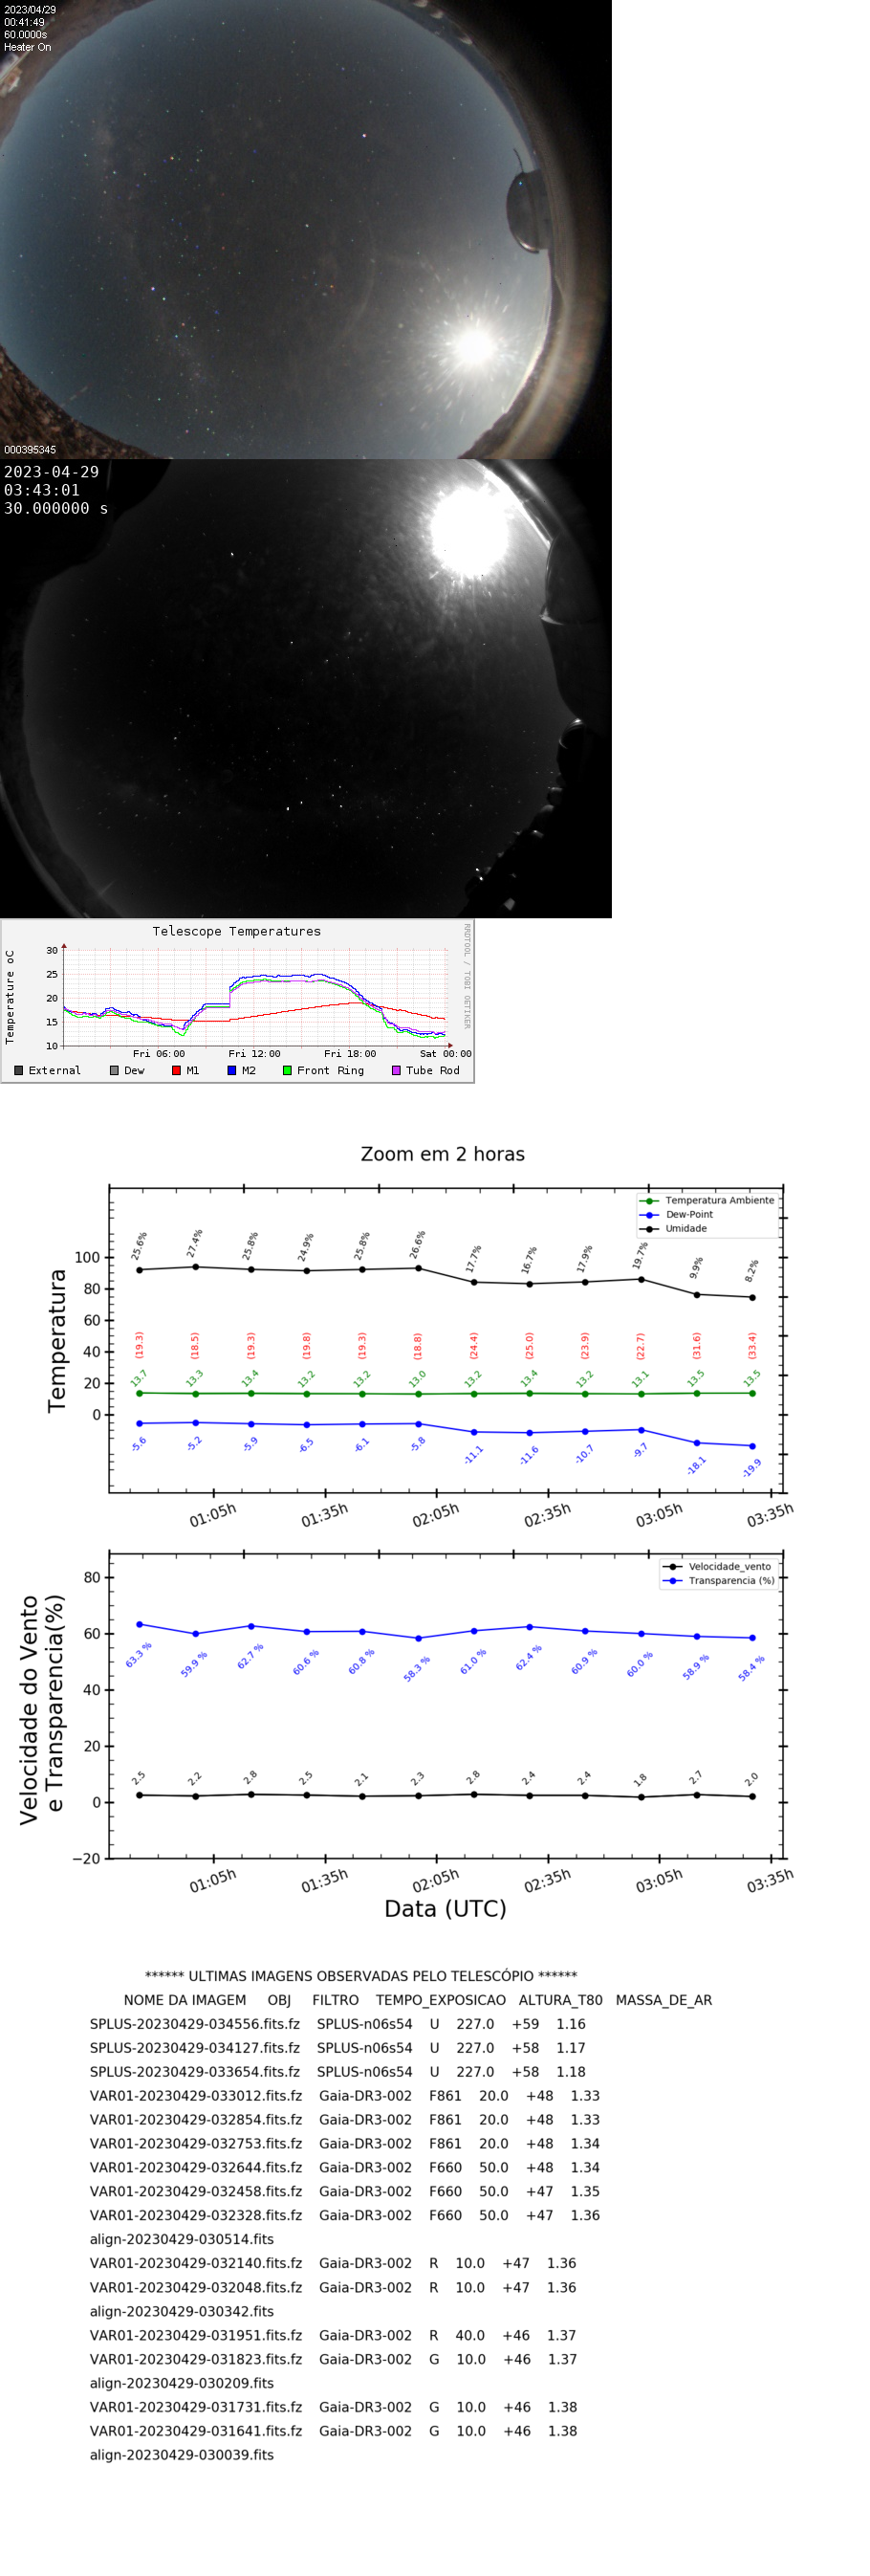 2023/04/29
00:41:49
60.0000s
Heater On
000395345
2023-04-29
03:43:01
30.000000 s
Telescope Temperatures
RRDTOOL / TOBI OETIKER
Temperature oC
30
25
20
15
10
Fri 06:00 Fri 12:00 Fri 18:00 Sat 00:00
External Dew M1 M2 Front Ring Tube Rod
Zoom em 2 horas
Temperatura Ambiente
Dew-Point
Umidade
Temperatura
100
80
60
40
20
0
25.6% 27.4% 25.8% 24.9% 25.8% 26.6% 17.7% 16.7% 17.9% 19.7% 9.9% 8.2%
(19.3) (18.5) (19.3) (19.8) (19.3) (18.8) (24.4) (25.0) (23.9) (22.7) (31.6) (33.4)
13.7 13.3 13.4 13.2 13.2 13.0 13.2 13.4 13.2 13.1 13.5 13.5
-5.6 -5.2 -5.9 -6.5 -6.1 -5.8 -11.1 -11.6 -10.7 -9.7 -18.1 -19.9
01:05h 01:35h 02:05h 02:35h 03:05h 03:35h
Velocidade_vento
Transparencia (%)
Velocidade do Vento
e Transparencia(%)
80
60
40
20
0
−20
63.3 % 59.9 % 62.7 % 60.6 % 60.8 % 58.3 % 61.0 % 62.4 % 60.9 % 60.0 % 58.9 % 58.4 %
2.5 2.2 2.8 2.5 2.1 2.3 2.8 2.4 2.4 1.8 2.7 2.0
01:05h 01:35h 02:05h 02:35h 03:05h 03:35h
Data (UTC)
****** ULTIMAS IMAGENS OBSERVADAS PELO TELESCÓPIO ******
NOME DA IMAGEM OBJ FILTRO TEMPO_EXPOSICAO ALTURA_T80 MASSA_DE_AR
SPLUS-20230429-034556.fits.fz SPLUS-n06s54 U 227.0 +59 1.16
SPLUS-20230429-034127.fits.fz SPLUS-n06s54 U 227.0 +58 1.17
SPLUS-20230429-033654.fits.fz SPLUS-n06s54 U 227.0 +58 1.18
VAR01-20230429-033012.fits.fz Gaia-DR3-002 F861 20.0 +48 1.33
VAR01-20230429-032854.fits.fz Gaia-DR3-002 F861 20.0 +48 1.33
VAR01-20230429-032753.fits.fz Gaia-DR3-002 F861 20.0 +48 1.34
VAR01-20230429-032644.fits.fz Gaia-DR3-002 F660 50.0 +48 1.34
VAR01-20230429-032458.fits.fz Gaia-DR3-002 F660 50.0 +47 1.35
VAR01-20230429-032328.fits.fz Gaia-DR3-002 F660 50.0 +47 1.36
align-20230429-030514.fits
VAR01-20230429-032140.fits.fz Gaia-DR3-002 R 10.0 +47 1.36
VAR01-20230429-032048.fits.fz Gaia-DR3-002 R 10.0 +47 1.36
align-20230429-030342.fits
VAR01-20230429-031951.fits.fz Gaia-DR3-002 R 40.0 +46 1.37
VAR01-20230429-031823.fits.fz Gaia-DR3-002 G 10.0 +46 1.37
align-20230429-030209.fits
VAR01-20230429-031731.fits.fz Gaia-DR3-002 G 10.0 +46 1.38
VAR01-20230429-031641.fits.fz Gaia-DR3-002 G 10.0 +46 1.38
align-20230429-030039.fits